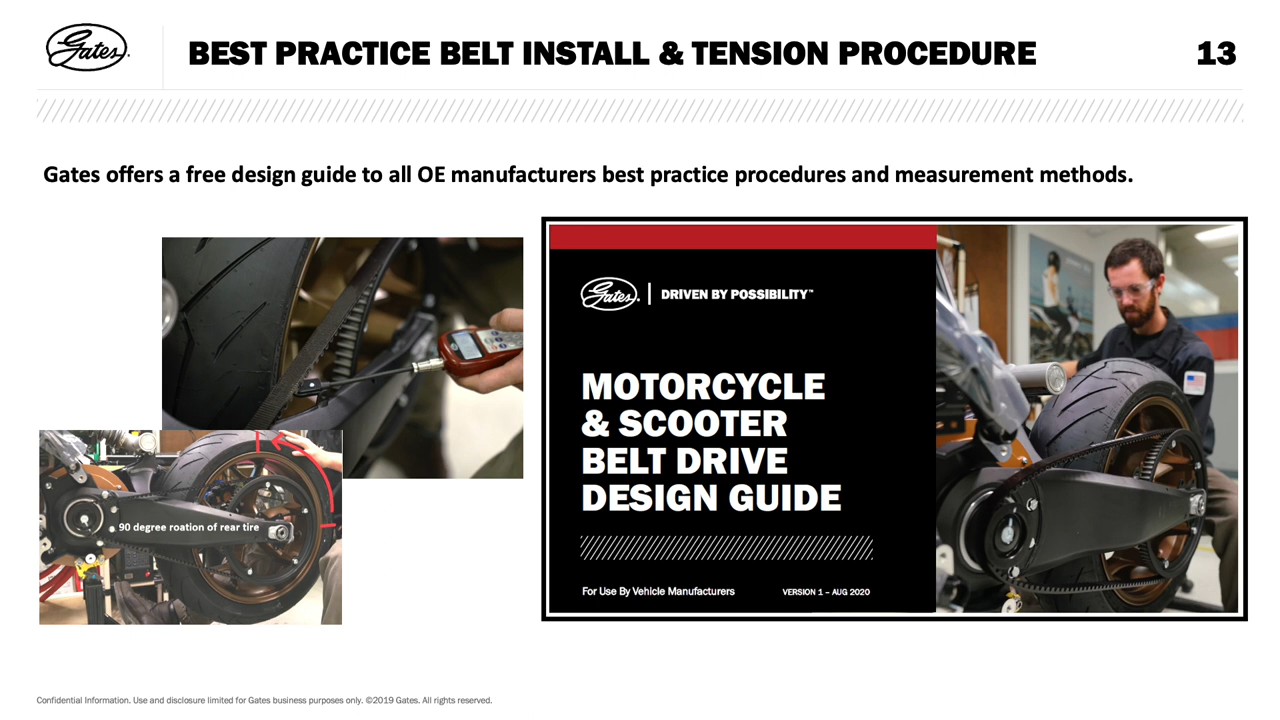 Gates
BEST PRACTICE BELT INSTALL & TENSION PROCEDURE
13
Gates offers a free design guide to all OE manufacturers best practice procedures and measurement methods.
90 degree roation of rear tire
Gates. | DRIVEN BY POSSIBILITY™
MOTORCYCLE
& SCOOTER
BELT DRIVE
DESIGN GUIDE
For Use By Vehicle Manufacturers
VERSION 1 – AUG 2020
Confidential Information. Use and disclosure limited for Gates business purposes only. ©2019 Gates. All rights reserved.